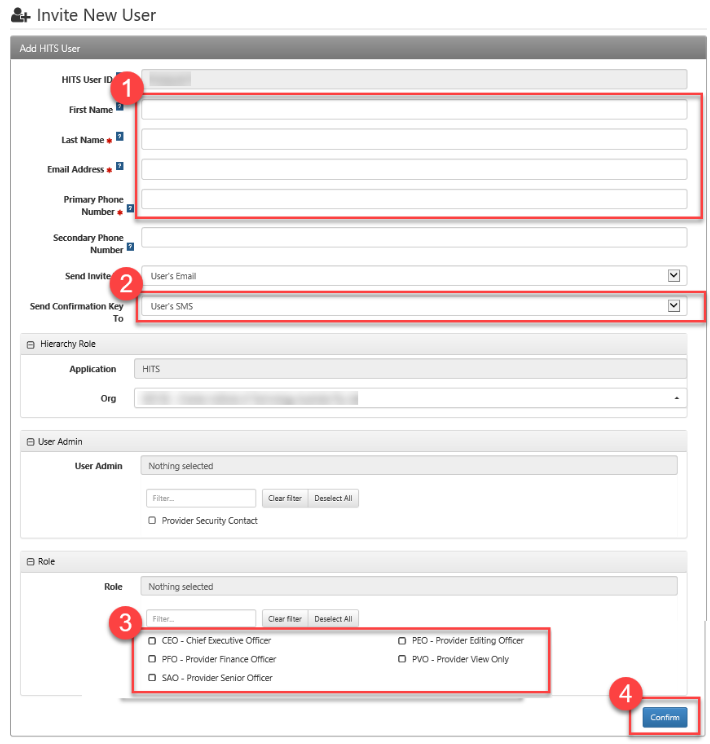 Invite New User
Add HITS User
HITS User ID ?
1
First Name ?
Last Name * ?
Email Address * ?
Primary Phone
Number * ?
Secondary Phone
Number ?
Send Invite User's Email
2
Send Confirmation Key User's SMS
To
Hierarchy Role
Application HITS
Org
User Admin
User Admin Nothing selected
Filter... Clear filter Deselect All
Provider Security Contact
Role
Role Nothing selected
Filter... Clear filter Deselect All
3
CEO - Chief Executive Officer PEO - Provider Editing Officer
PFO - Provider Finance Officer PVO - Provider View Only
SAO - Provider Senior Officer
4
Confirm